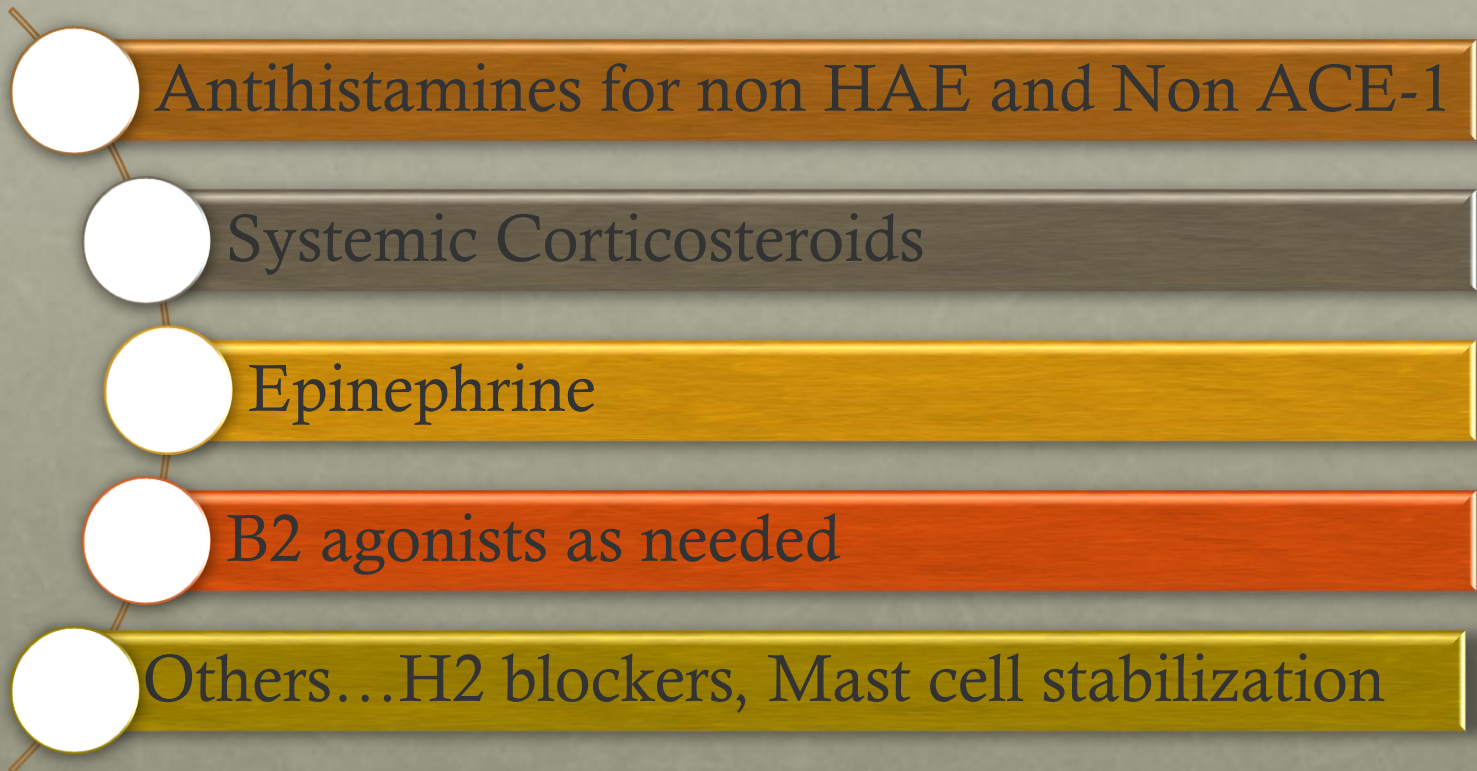 Antihistamines for non HAE and Non ACE-1
Systemic Corticosteroids
Epinephrine
B2 agonists as needed
Others…H2 blockers, Mast cell stabilization